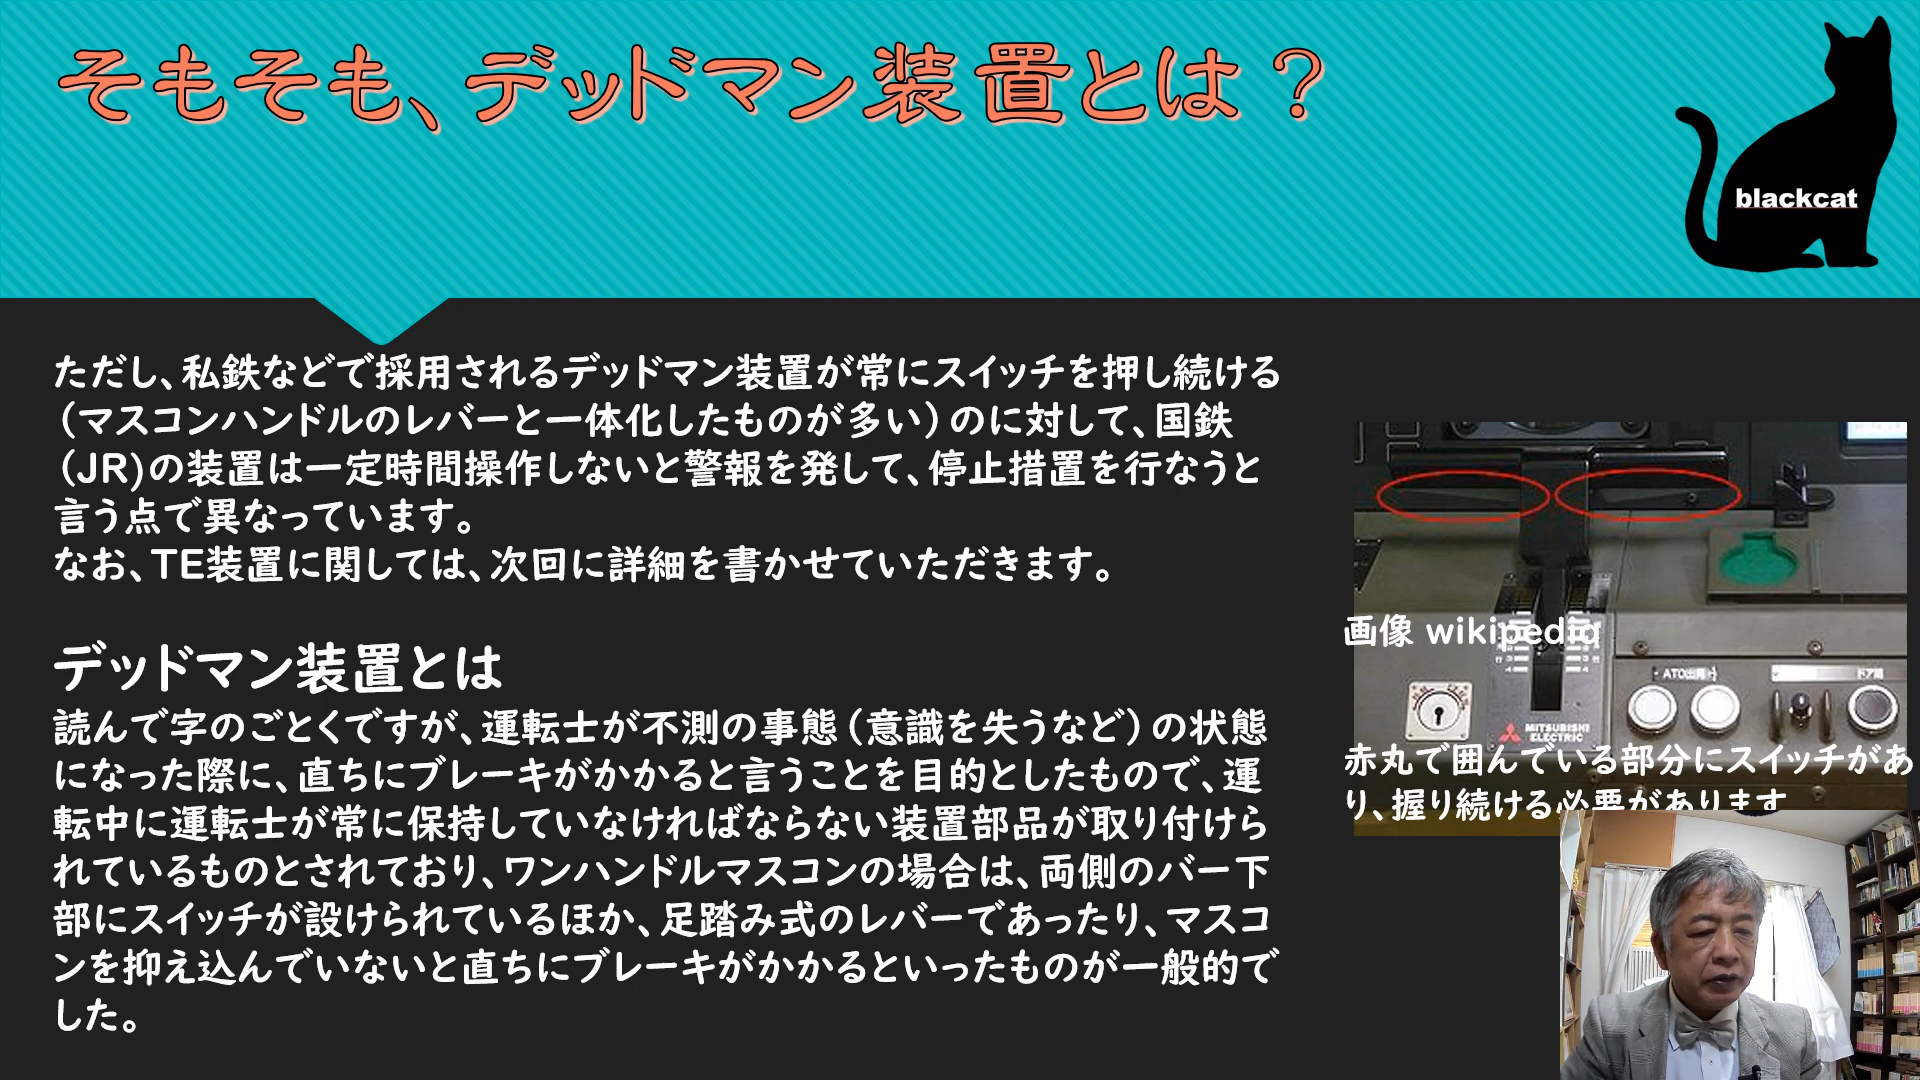 そもそも、デッドマン装置とは？
blackcat
ただし、私鉄などで採用されるデッドマン装置が常にスイッチを押し続ける
（マスコンハンドルのレバーと一体化したものが多い）のに対して、国鉄
（JR)の装置は一定時間操作しないと警報を発して、停止措置を行なうと
言う点で異なっています。
なお、TE装置に関しては、次回に詳細を書かせていただきます。
デッドマン装置とは
読んで字のごとくですが、運転士が不測の事態（意識を失うなど）の状態
になった際に、直ちにブレーキがかかると言うことを目的としたもので、運
転中に運転士が常に保持していなければならない装置部品が取り付けら
れているものとされており、ワンハンドルマスコンの場合は、両側のバー下
部にスイッチが設けられているほか、足踏み式のレバーであったり、マスコ
ンを抑え込んでいないと直ちにブレーキがかかるといったものが一般的で
した。
画像 wikipedia
ATO出発
ドア
MITSUBISHI
ELECTRIC
赤丸で囲んでいる部分にスイッチがあ
り、握り続ける必要があります